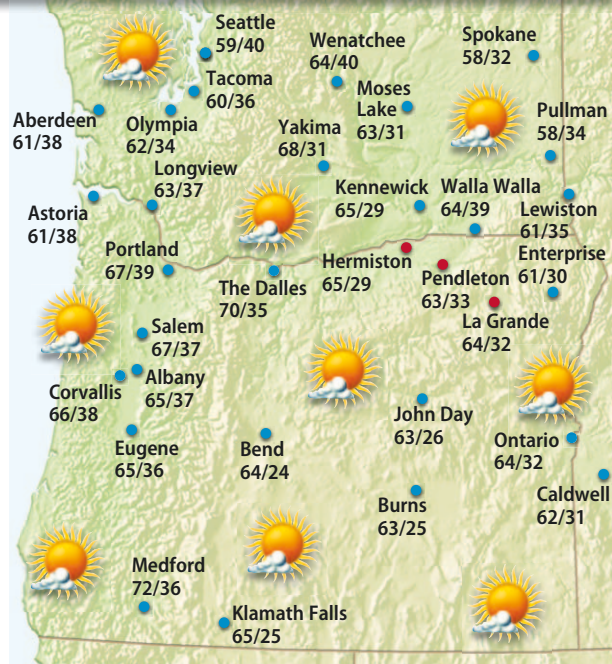 Seattle
59/40
Wenatchee
64/40
Spokane
58/32
Tacoma
60/36
Moses
Lake
63/31
Aberdeen
61/38
Olympia
62/34
Yakima
68/31
Pullman
58/34
Longview
63/37
Kennewick
65/29
Walla Walla
64/39
Lewiston
61/35
Astoria
61/38
Portland
67/39
The Dalles
70/35
Hermiston
65/29
Pendleton
63/33
Enterprise
61/30
La Grande
64/32
Salem
67/37
Albany
65/37
Corvallis
66/38
John Day
63/26
Eugene
65/36
Bend
64/24
Ontario
64/32
Caldwell
62/31
Burns
63/25
Medford
72/36
Klamath Falls
65/25